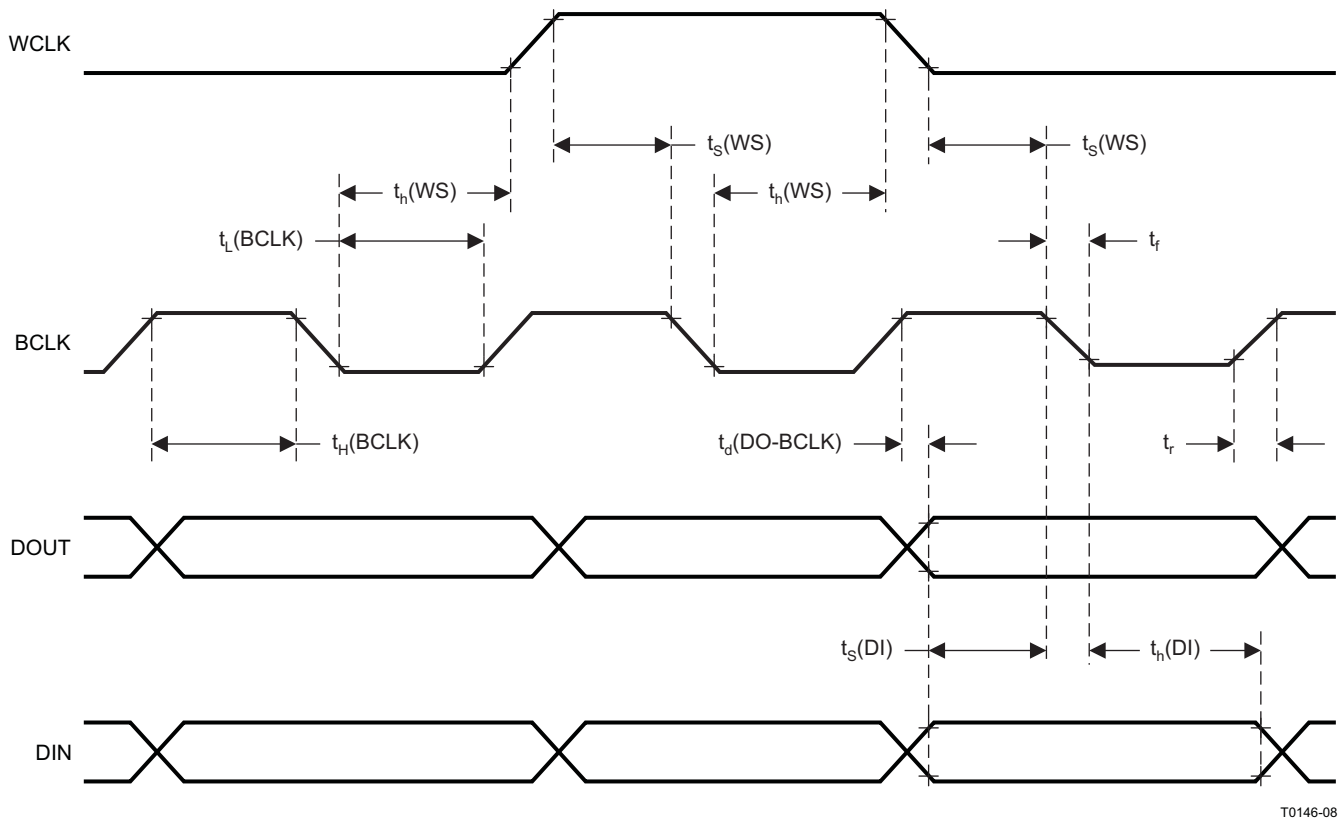 WCLK
tS(WS)
tS(WS)
th(WS)
th(WS)
tL(BCLK)
tf
BCLK
tH(BCLK)
td(DO-BCLK)
tr
DOUT
tS(DI)
th(DI)
DIN
T0146-08